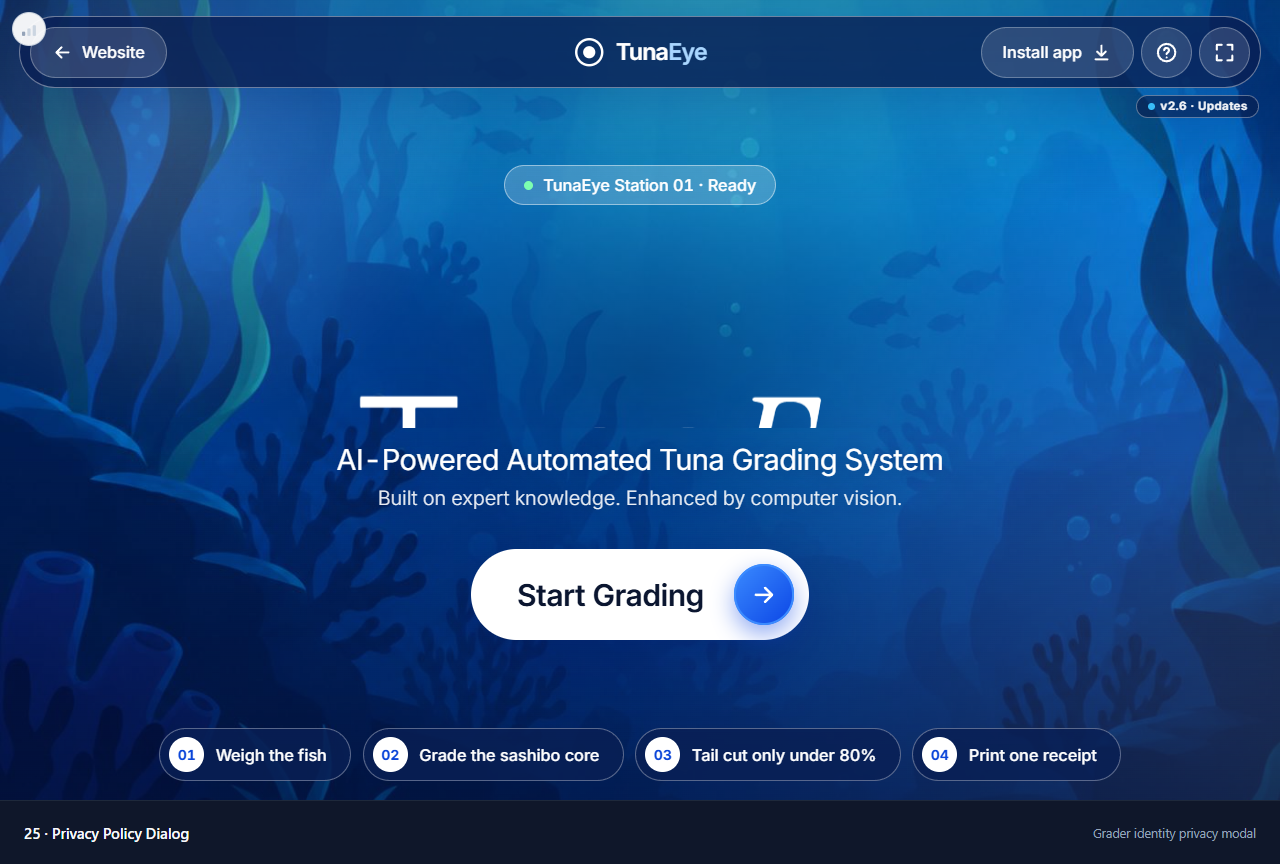 Website
TunaEye
Install app
v2.6 · Updates
TunaEye Station 01 · Ready
AI-Powered Automated Tuna Grading System
Built on expert knowledge. Enhanced by computer vision.
Start Grading
01 Weigh the fish
02 Grade the sashibo core
03 Tail cut only under 80%
04 Print one receipt
25 · Privacy Policy Dialog
Grader identity privacy modal